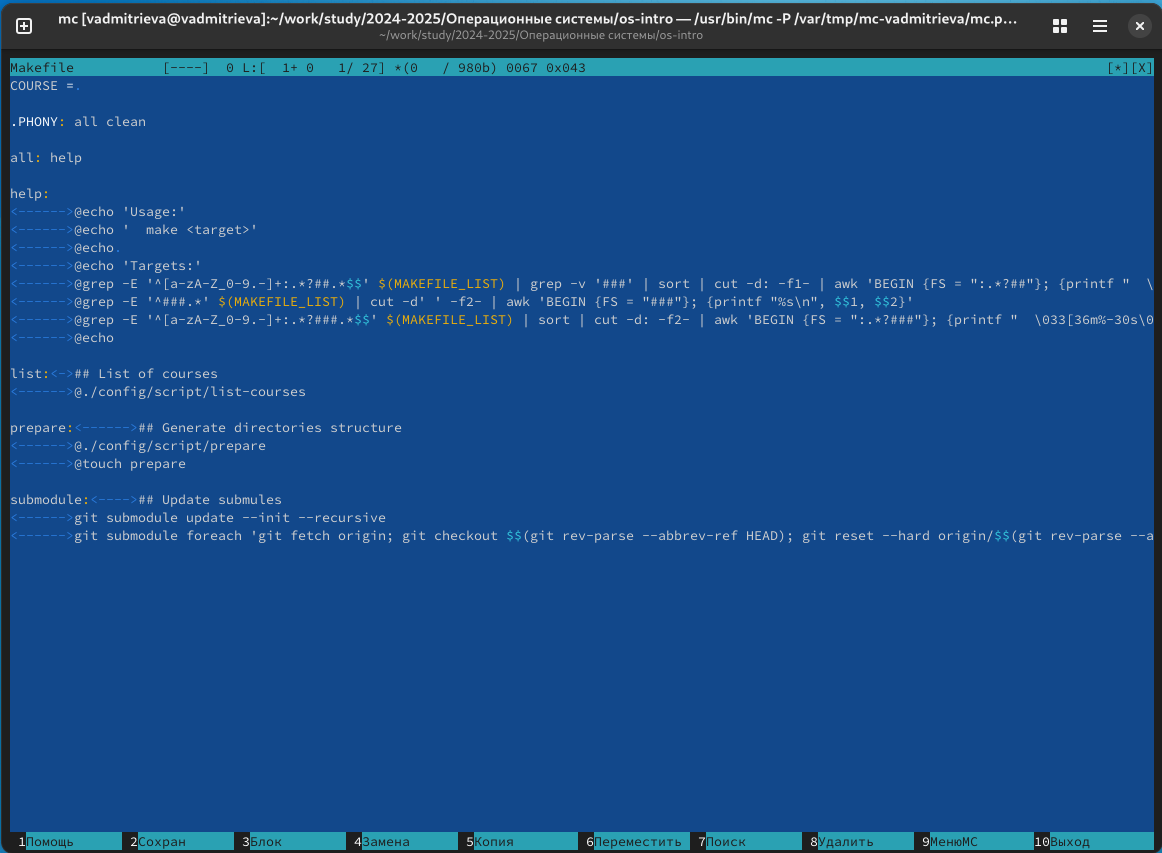 mc [vadmitrieva@vadmitrieva]:~/work/study/2024-2025/Операционные системы/os-intro — /usr/bin/mc -P /var/tmp/mc-vadmitrieva/mc.p…
~/work/study/2024-2025/Операционные системы/os-intro
Makefile [----] 0 L:[ 1+ 0 1/ 27] *(0 / 980b) 0067 0x043 [*][X]
COURSE =.
.PHONY: all clean
all: help
help:
<------>@echo 'Usage:'
<------>@echo '  make <target>'
<------>@echo.
<------>@echo 'Targets:'
<------>@grep -E '^[a-zA-Z_0-9.-]+:.*?##.*$$' $(MAKEFILE_LIST) | grep -v '###' | sort | cut -d: -f1- | awk 'BEGIN {FS = ":.*?##"}; {printf "  \
<------>@grep -E '^###.*' $(MAKEFILE_LIST) | cut -d' ' -f2- | awk 'BEGIN {FS = "###"}; {printf "%s\n", $$1, $$2}'
<------>@grep -E '^[a-zA-Z_0-9.-]+:.*?###.*$$' $(MAKEFILE_LIST) | sort | cut -d: -f2- | awk 'BEGIN {FS = ":.*?###"}; {printf "  \033[36m%-30s\0
<------>@echo
list:<->## List of courses
<------>@./config/script/list-courses
prepare:<------>## Generate directories structure
<------>@./config/script/prepare
<------>@touch prepare
submodule:<---->## Update submules
<------>git submodule update --init --recursive
<------>git submodule foreach 'git fetch origin; git checkout $$(git rev-parse --abbrev-ref HEAD); git reset --hard origin/$$(git rev-parse --a
1Помощь 2Сохран 3Блок 4Замена 5Копия 6Переместить 7Поиск 8Удалить 9МенюMC 10Выход